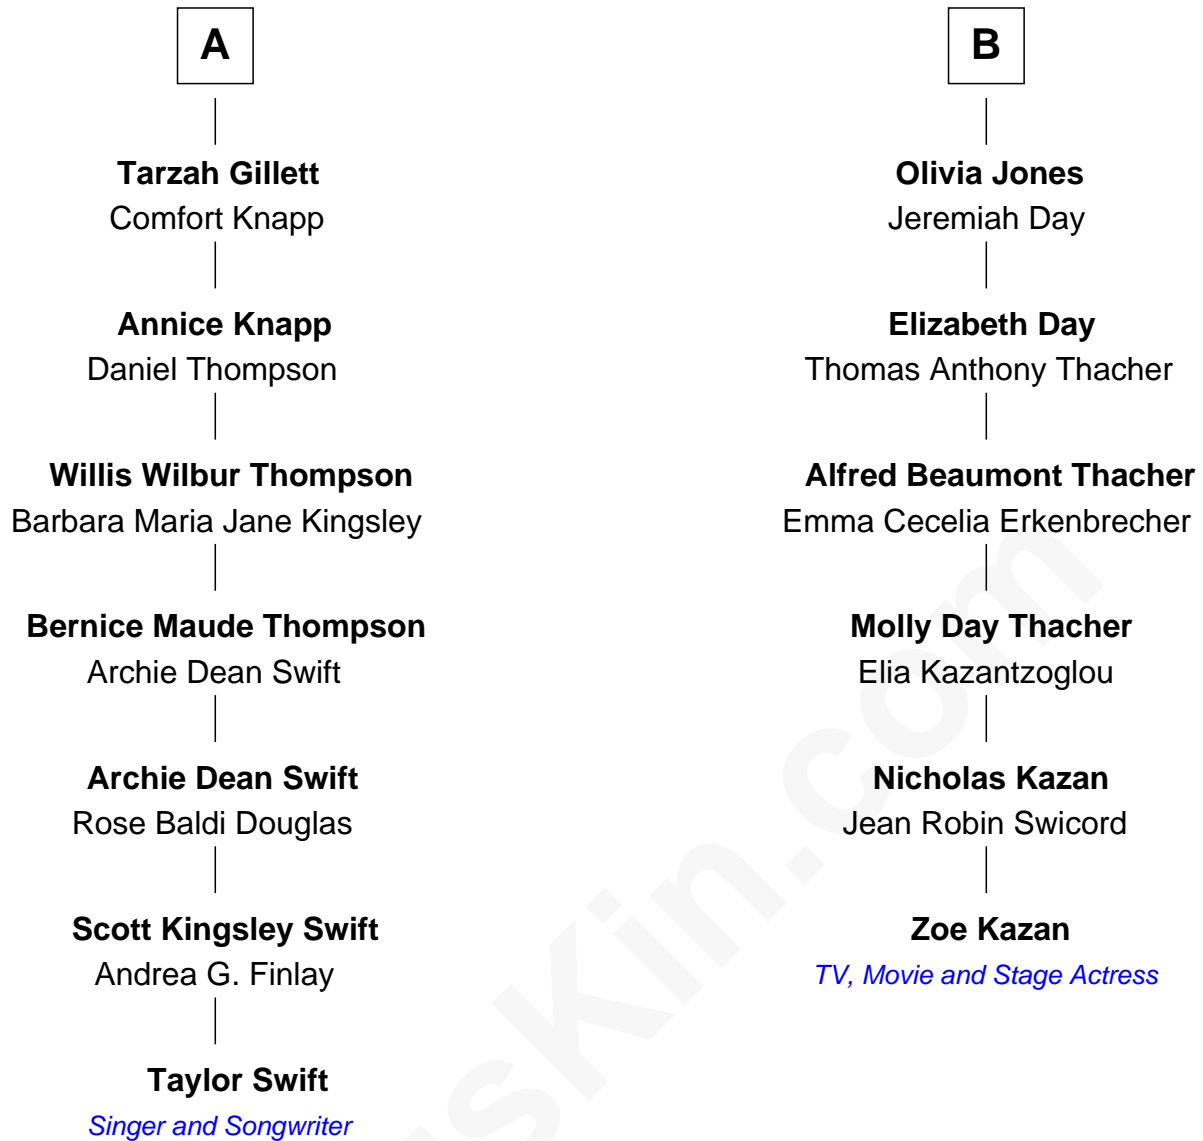 A
Tarzah Gillett
Comfort Knapp
Annice Knapp
Daniel Thompson
Willis Wilbur Thompson
Barbara Maria Jane Kingsley
Bernice Maude Thompson
Archie Dean Swift
Archie Dean Swift
Rose Baldi Douglas
Scott Kingsley Swift
Andrea G. Finlay
Taylor Swift
Singer and Songwriter
B
Olivia Jones
Jeremiah Day
Elizabeth Day
Thomas Anthony Thacher
Alfred Beaumont Thacher
Emma Cecelia Erkenbrecher
Molly Day Thacher
Elia Kazantzoglou
Nicholas Kazan
Jean Robin Swicord
Zoe Kazan
TV, Movie and Stage Actress